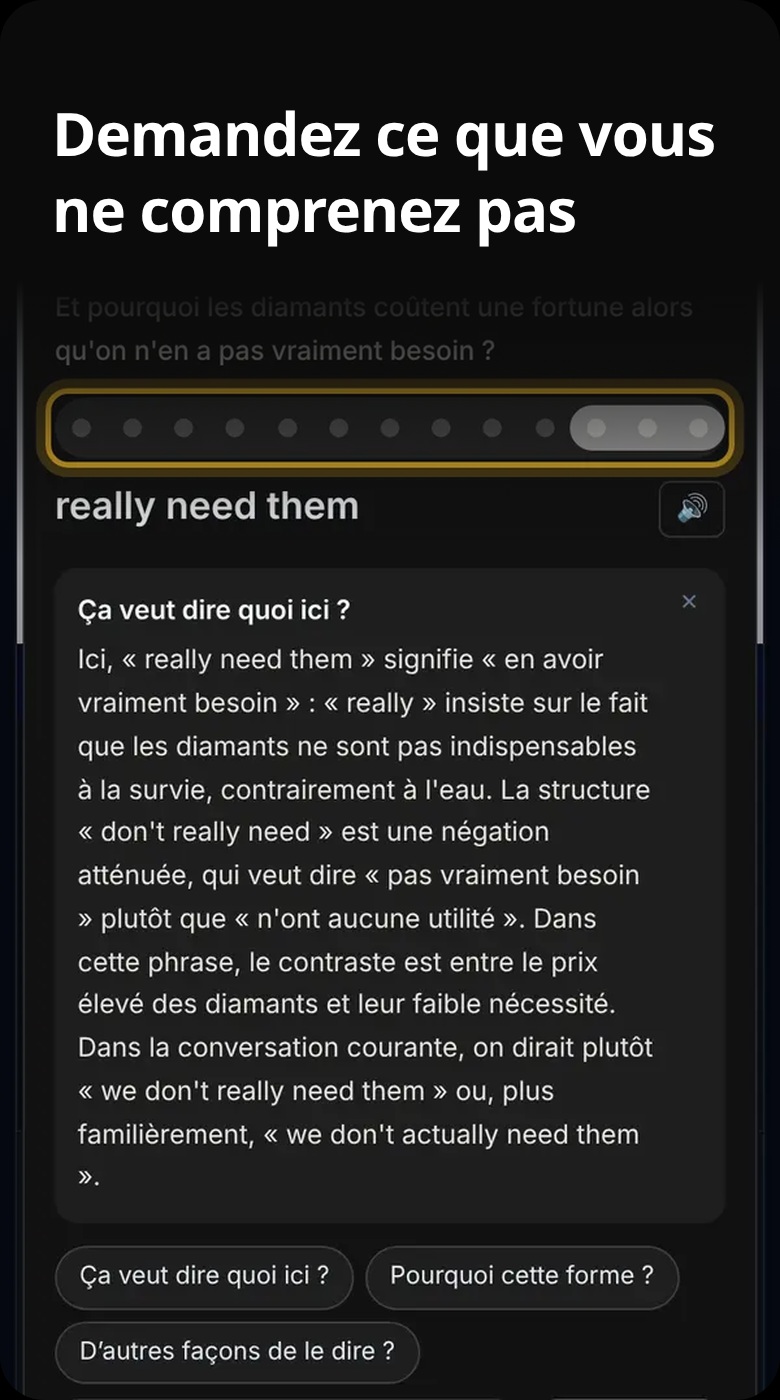 Demandez ce que vous
ne comprenez pas
Et pourquoi les diamants coûtent une fortune alors
qu'on n'en a pas vraiment besoin ?
really need them
Ça veut dire quoi ici ?
Ici, « really need them » signifie « en avoir
vraiment besoin » : « really » insiste sur le fait
que les diamants ne sont pas indispensables
à la survie, contrairement à l'eau. La structure
« don't really need » est une négation
atténuée, qui veut dire « pas vraiment besoin
» plutôt que « n'ont aucune utilité ». Dans
cette phrase, le contraste est entre le prix
élevé des diamants et leur faible nécessité.
Dans la conversation courante, on dirait plutôt
« we don't really need them » ou, plus
familièrement, « we don't actually need them
».
Ça veut dire quoi ici ?
Pourquoi cette forme ?
D’autres façons de le dire ?